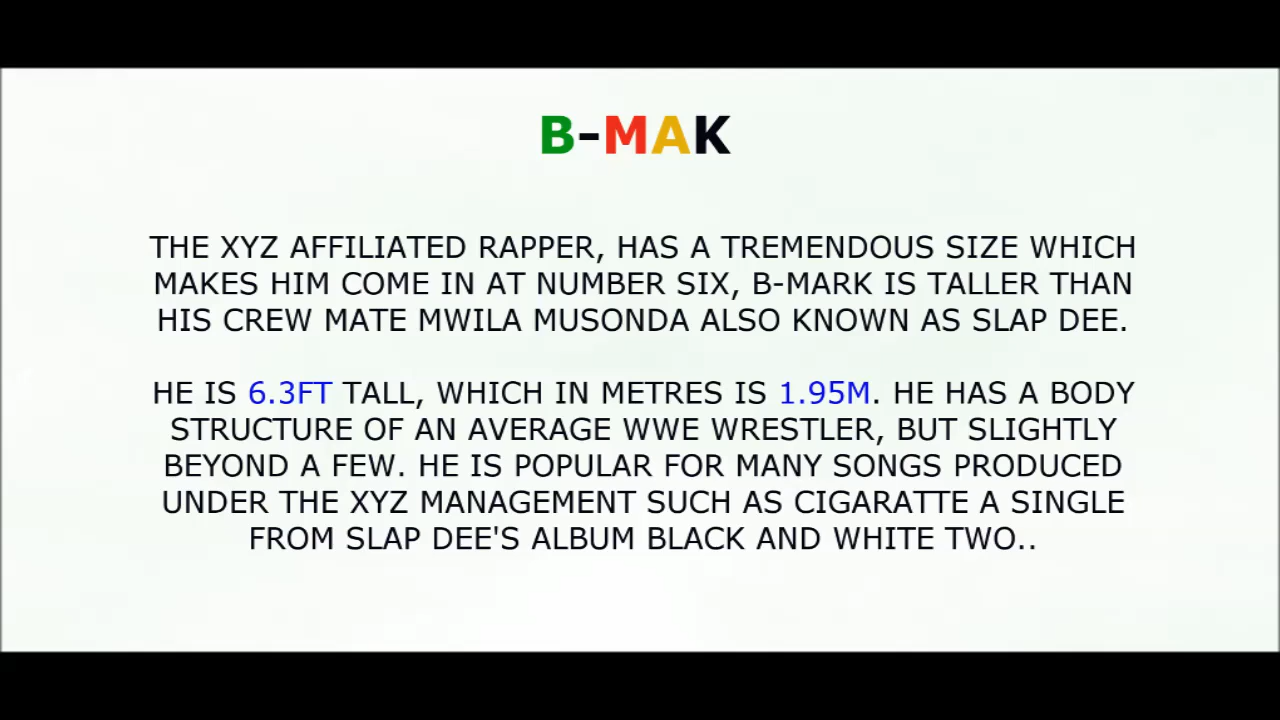 B-MAK
THE XYZ AFFILIATED RAPPER, HAS A TREMENDOUS SIZE WHICH
MAKES HIM COME IN AT NUMBER SIX, B-MARK IS TALLER THAN
HIS CREW MATE MWILA MUSONDA ALSO KNOWN AS SLAP DEE.
HE IS 6.3FT TALL, WHICH IN METRES IS 1.95M. HE HAS A BODY
STRUCTURE OF AN AVERAGE WWE WRESTLER, BUT SLIGHTLY
BEYOND A FEW. HE IS POPULAR FOR MANY SONGS PRODUCED
UNDER THE XYZ MANAGEMENT SUCH AS CIGARATTE A SINGLE
FROM SLAP DEE'S ALBUM BLACK AND WHITE TWO..